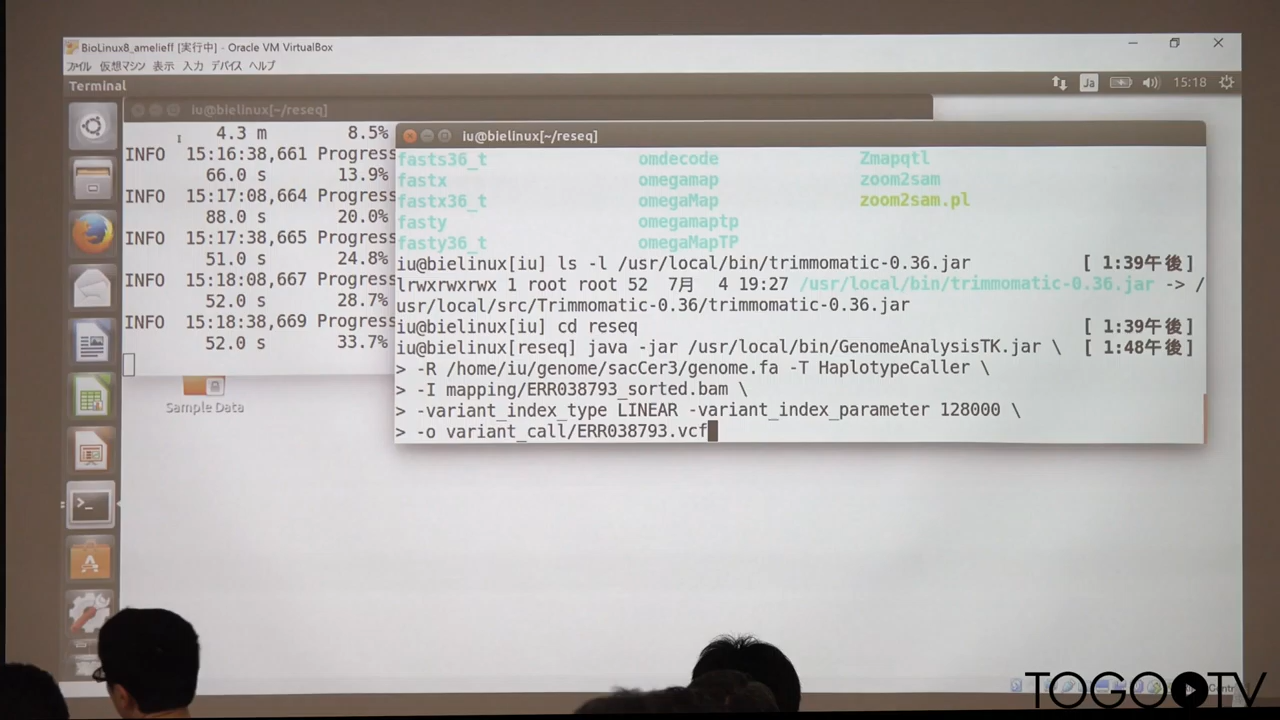 BioLinux8_amelieff [実行中] - Oracle VM VirtualBox
ファイル 仮想マシン 表示 入力 デバイス ヘルプ
Terminal
Ja
15:18
iu@bielinux[~/reseq]
4.3 m 8.5%
INFO 15:16:38,661 Progress
66.0 s 13.9%
INFO 15:17:08,664 Progress
88.0 s 20.0%
INFO 15:17:38,665 Progress
51.0 s 24.8%
INFO 15:18:08,667 Progress
52.0 s 28.7%
INFO 15:18:38,669 Progress
52.0 s 33.7%
Sample Data
iu@bielinux[~/reseq]
fasts36_t omdecode Zmapqtl
fastx omegamap zoom2sam
fastx36_t omegaMap zoom2sam.pl
fasty omegamaptp
fasty36_t omegaMapTP
iu@bielinux[iu] ls -l /usr/local/bin/trimmomatic-0.36.jar [ 1:39午後]
lrwxrwxrwx 1 root root 52 7月 4 19:27 /usr/local/bin/trimmomatic-0.36.jar -> /
usr/local/src/Trimmomatic-0.36/trimmomatic-0.36.jar
iu@bielinux[iu] cd reseq [ 1:39午後]
iu@bielinux[reseq] java -jar /usr/local/bin/GenomeAnalysisTK.jar \ [ 1:48午後]
> -R /home/iu/genome/sacCer3/genome.fa -T HaplotypeCaller \
> -I mapping/ERR038793_sorted.bam \
> -variant_index_type LINEAR -variant_index_parameter 128000 \
> -o variant_call/ERR038793.vcf
TOGOTV